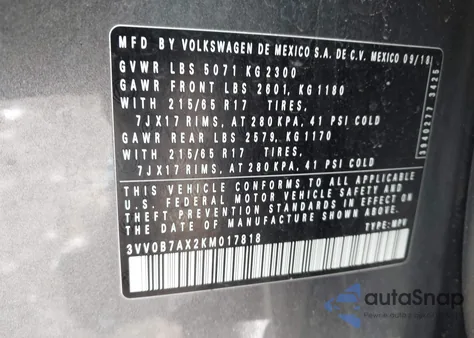 MFD BY VOLKSWAGEN DE MEXICO S.A. DE C.V. MEXICO 09/18
GVWR LBS 5071 KG 2300
GAWR FRONT LBS 2601, KG 1180
WITH 215/65 R17 TIRES,
7JX17 RIMS, AT 280 KPA, 41 PSI COLD
GAWR REAR LBS 2579, KG 1170
WITH 215/65 R17 TIRES,
7JX17 RIMS, AT 280 KPA, 41 PSI COLD
THIS VEHICLE CONFORMS TO ALL APPLICABLE
U.S. FEDERAL MOTOR VEHICLE SAFETY AND
THEFT PREVENTION STANDARDS IN EFFECT ON
THE DATE OF MANUFACTURE SHOWN ABOVE.
3VV0B7AX2KM017818 TYPE: MPV
autoSnap